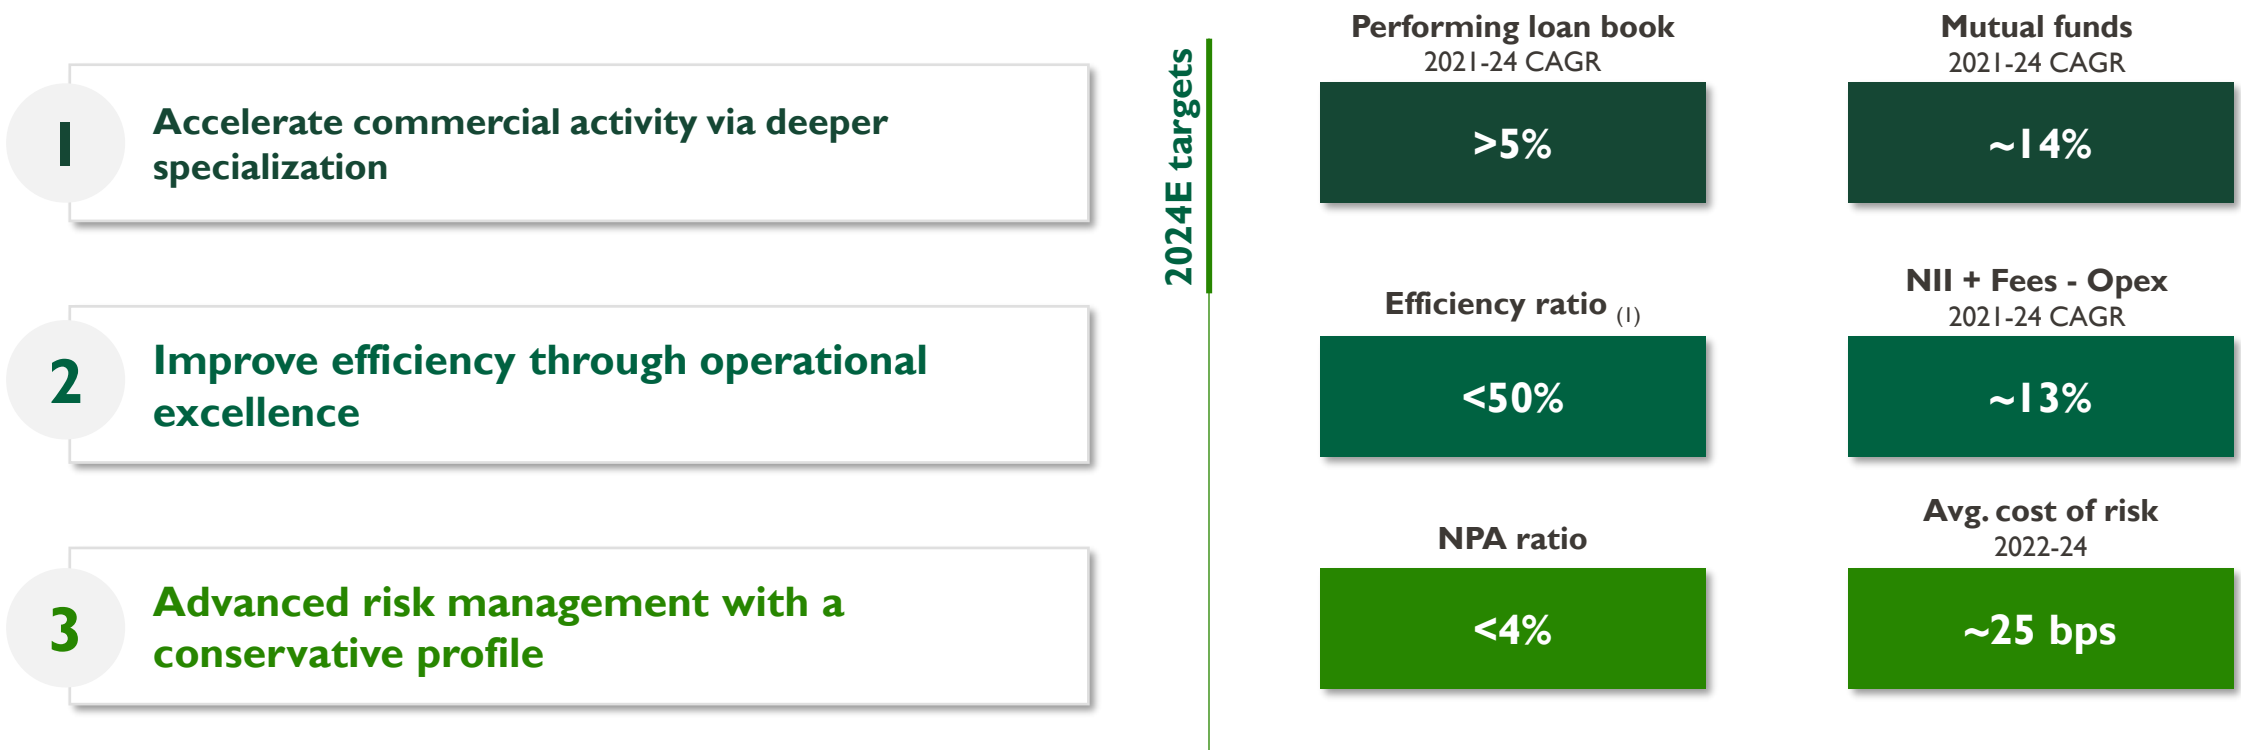 1
Accelerate commercial activity via deeper
specialization
2
Improve efficiency through operational
excellence
3
Advanced risk management with a
conservative profile
2024E targets
Performing loan book
2021-24 CAGR
>5%
Mutual funds
2021-24 CAGR
~14%
Efficiency ratio (1)
<50%
NII + Fees - Opex
2021-24 CAGR
~13%
NPA ratio
<4%
Avg. cost of risk
2022-24
~25 bps